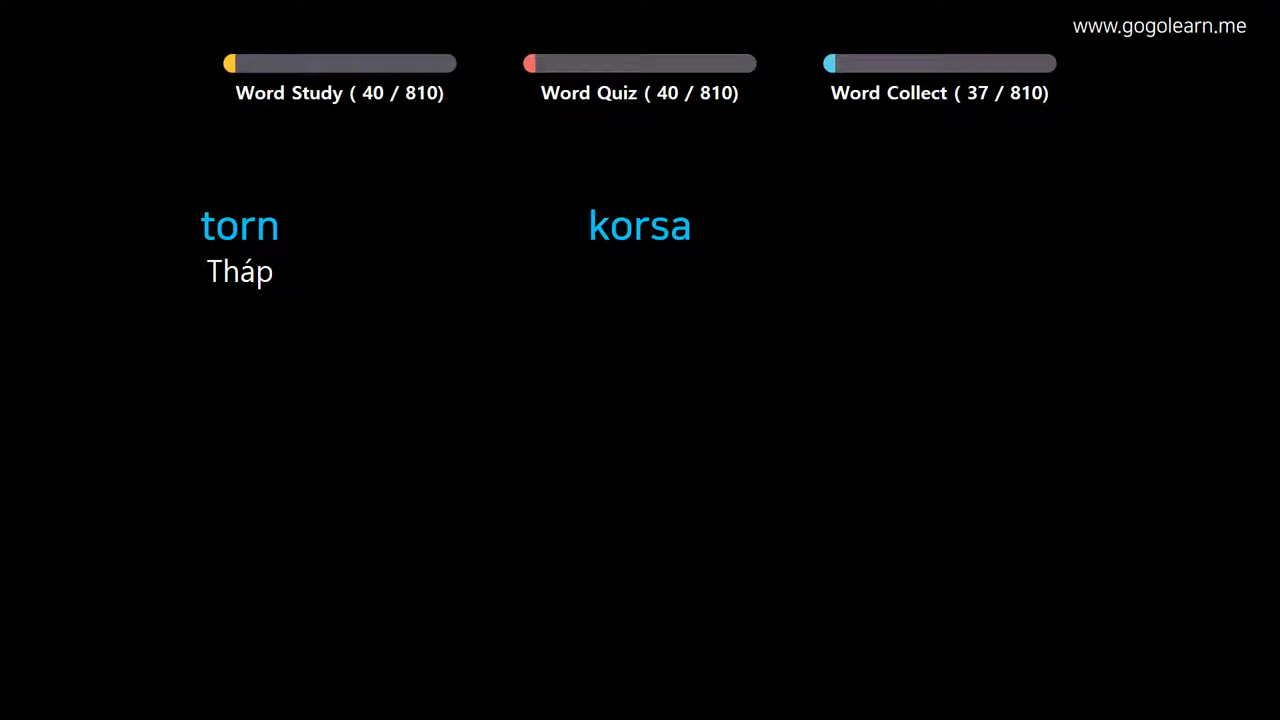 www.gogolearn.me
Word Study ( 40 / 810)
Word Quiz ( 40 / 810)
Word Collect ( 37 / 810)
torn
korsa
Tháp